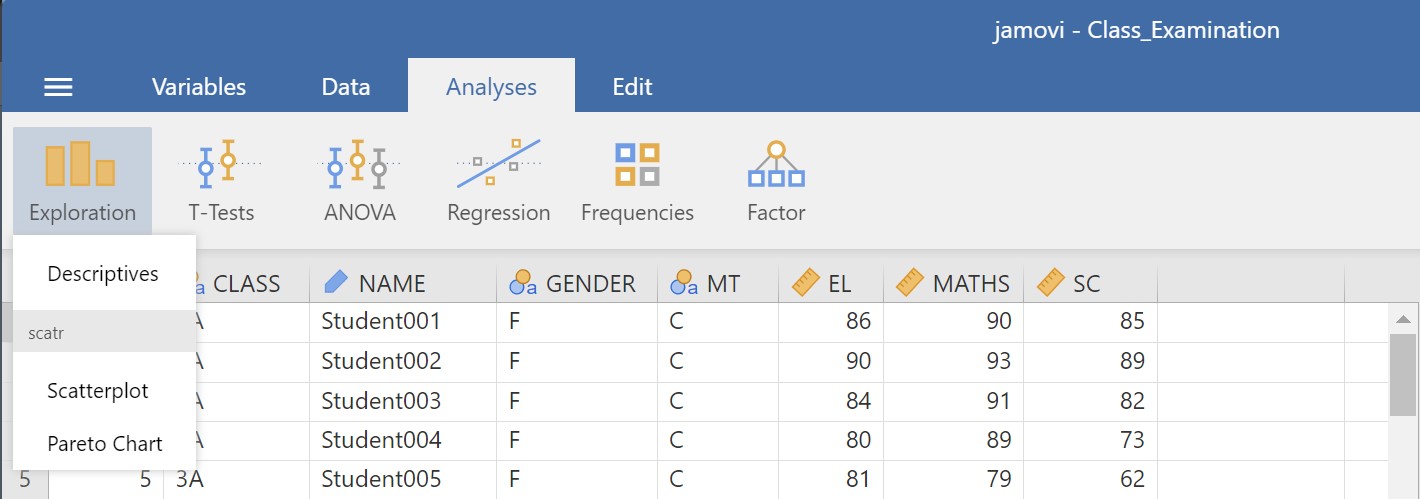 jamovi - Class_Examination
Variables Data Analyses Edit
Exploration T-Tests ANOVA Regression Frequencies Factor
Descriptives
scatr
Scatterplot
Pareto Chart
a CLASS NAME a GENDER a MT EL MATHS SC
A Student001 F C 86 90 85
A Student002 F C 90 93 89
A Student003 F C 84 91 82
A Student004 F C 80 89 73
5 5 3A Student005 F C 81 79 62